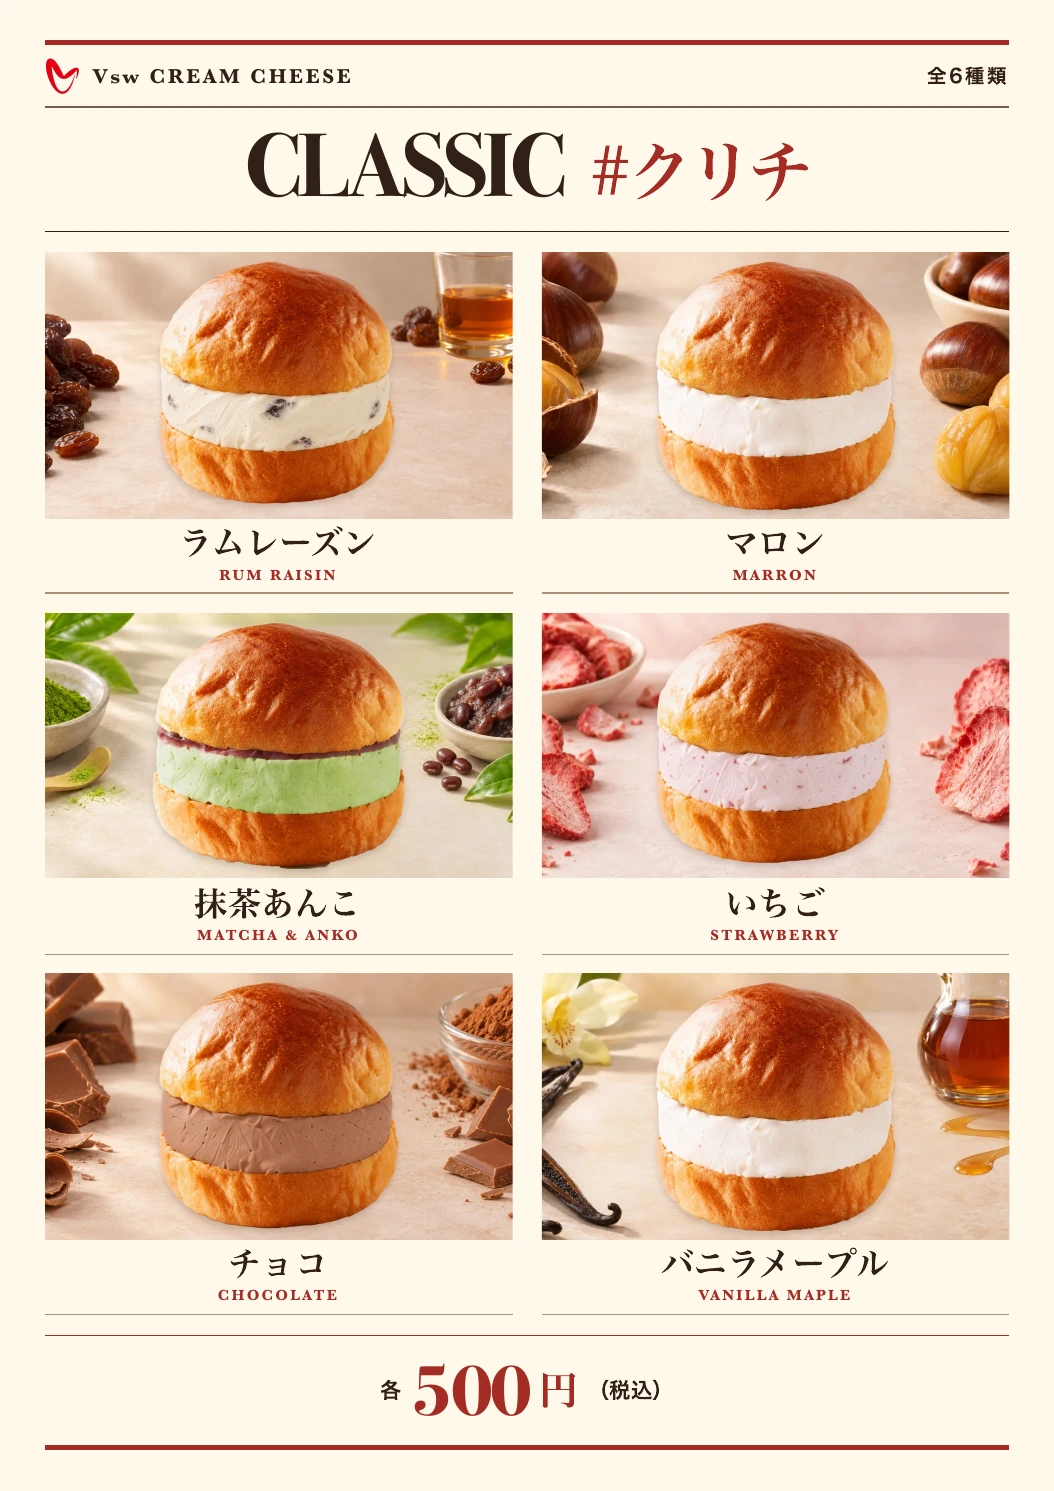 Vsw CREAM CHEESE
全6種類
CLASSIC #クリチ
ラムレーズン
RUM RAISIN
マロン
MARRON
抹茶あんこ
MATCHA & ANKO
いちご
STRAWBERRY
チョコ
CHOCOLATE
バニラメープル
VANILLA MAPLE
各 500円 (税込)